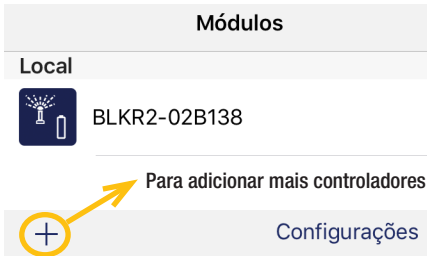 Módulos
Local
BLKR2-02B138
Para adicionar mais controladores
+
Configurações